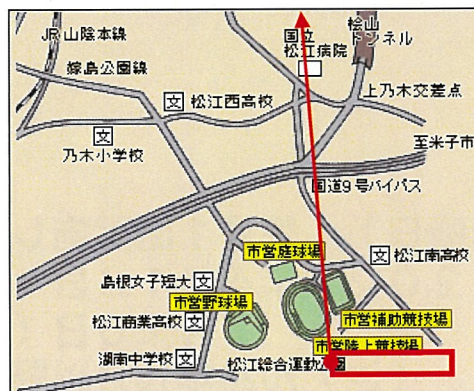 JR山陰本線
国立
松江病院
桧山
トンネル
嫁島公園線
文 松江西高校
上乃木交差点
文
乃木小学校
至米子市
国道9号バイパス
市営庭球場
文 松江南高校
島根女子短大 文
市営野球場
松江商業高校 文
市営補助競技場
市営陸上競技場
湖南中学校 文
松江総合運動公園